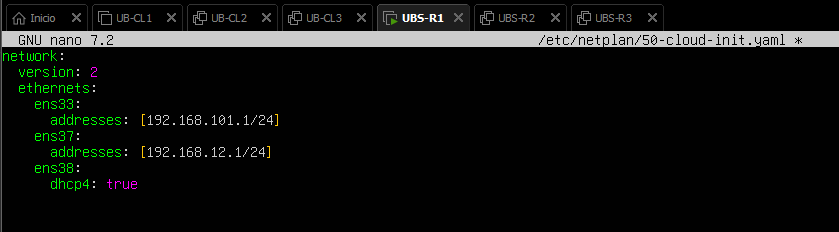 Inicio UB-CL1 UB-CL2 UB-CL3 UBS-R1 UBS-R2 UBS-R3
GNU nano 7.2 /etc/netplan/50-cloud-init.yaml *
network:
  version: 2
  ethernets:
    ens33:
      addresses: [192.168.101.1/24]
    ens37:
      addresses: [192.168.12.1/24]
    ens38:
      dhcp4: true